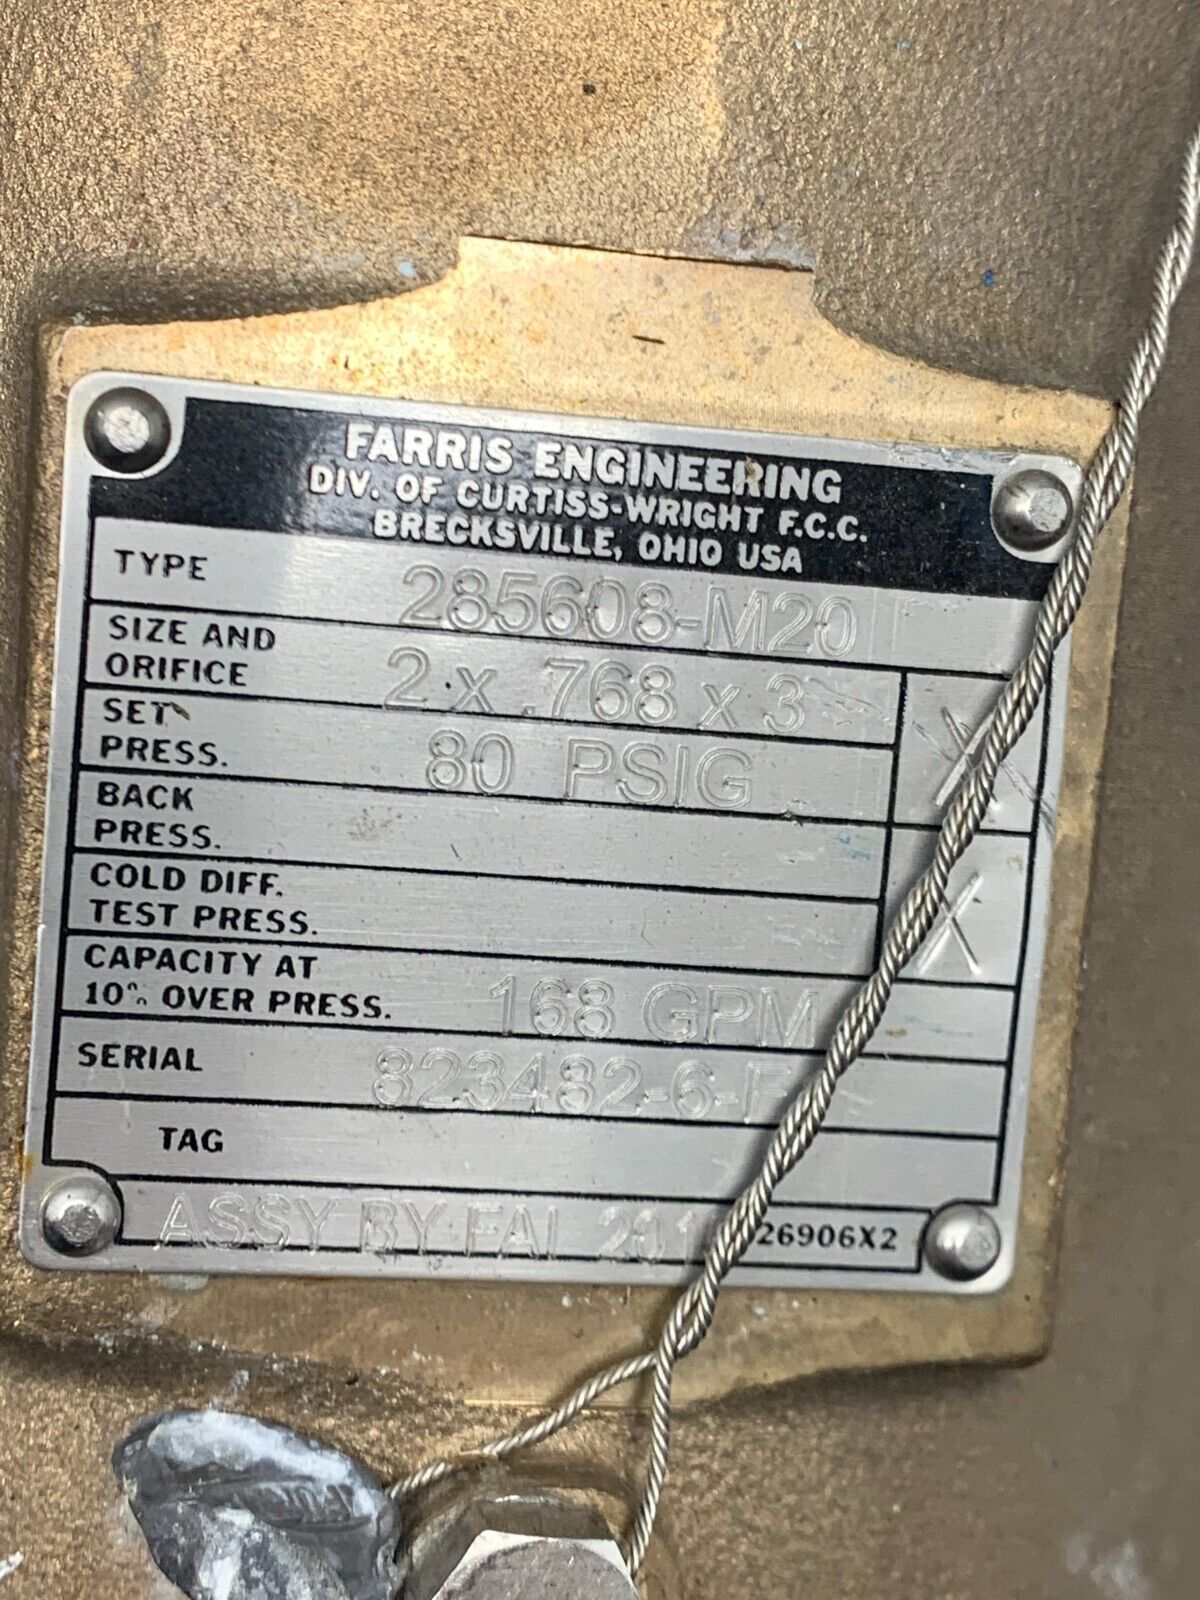 FARRIS ENGINEERING
DIV. OF CURTISS-WRIGHT F.C.C.
BRECKSVILLE, OHIO USA
TYPE 285608-M20
SIZE AND
ORIFICE 2 x .768 x 3
SET
PRESS. 80 PSIG
BACK
PRESS.
COLD DIFF.
TEST PRESS.
CAPACITY AT
10% OVER PRESS. 168 GPM
SERIAL 823482-6-F
TAG
ASSY BY FAI 26906X2